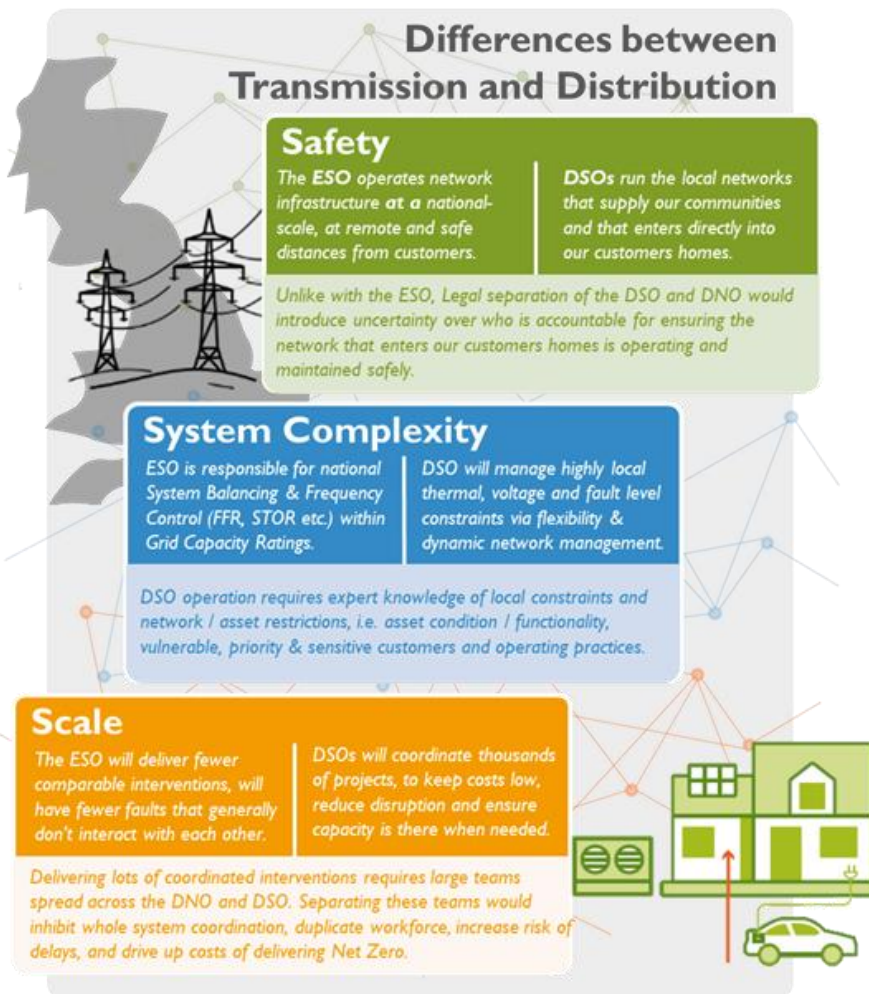 Differences between
Transmission and Distribution
Safety
The ESO operates network
infrastructure at a national-
scale, at remote and safe
distances from customers.
DSOs run the local networks
that supply our communities
and that enters directly into
our customers homes.
Unlike with the ESO, Legal separation of the DSO and DNO would
introduce uncertainty over who is accountable for ensuring the
network that enters our customers homes is operating and
maintained safely.
System Complexity
ESO is responsible for national
System Balancing & Frequency
Control (FFR, STOR etc.) within
Grid Capacity Ratings.
DSO will manage highly local
thermal, voltage and fault level
constraints via flexibility &
dynamic network management.
DSO operation requires expert knowledge of local constraints and
network / asset restrictions, i.e. asset condition / functionality,
vulnerable, priority & sensitive customers and operating practices.
Scale
The ESO will deliver fewer
comparable interventions, will
have fewer faults that generally
don't interact with each other.
DSOs will coordinate thousands
of projects, to keep costs low,
reduce disruption and ensure
capacity is there when needed.
Delivering lots of coordinated interventions requires large teams
spread across the DNO and DSO. Separating these teams would
inhibit whole system coordination, duplicate workforce, increase risk of
delays, and drive up costs of delivering Net Zero.